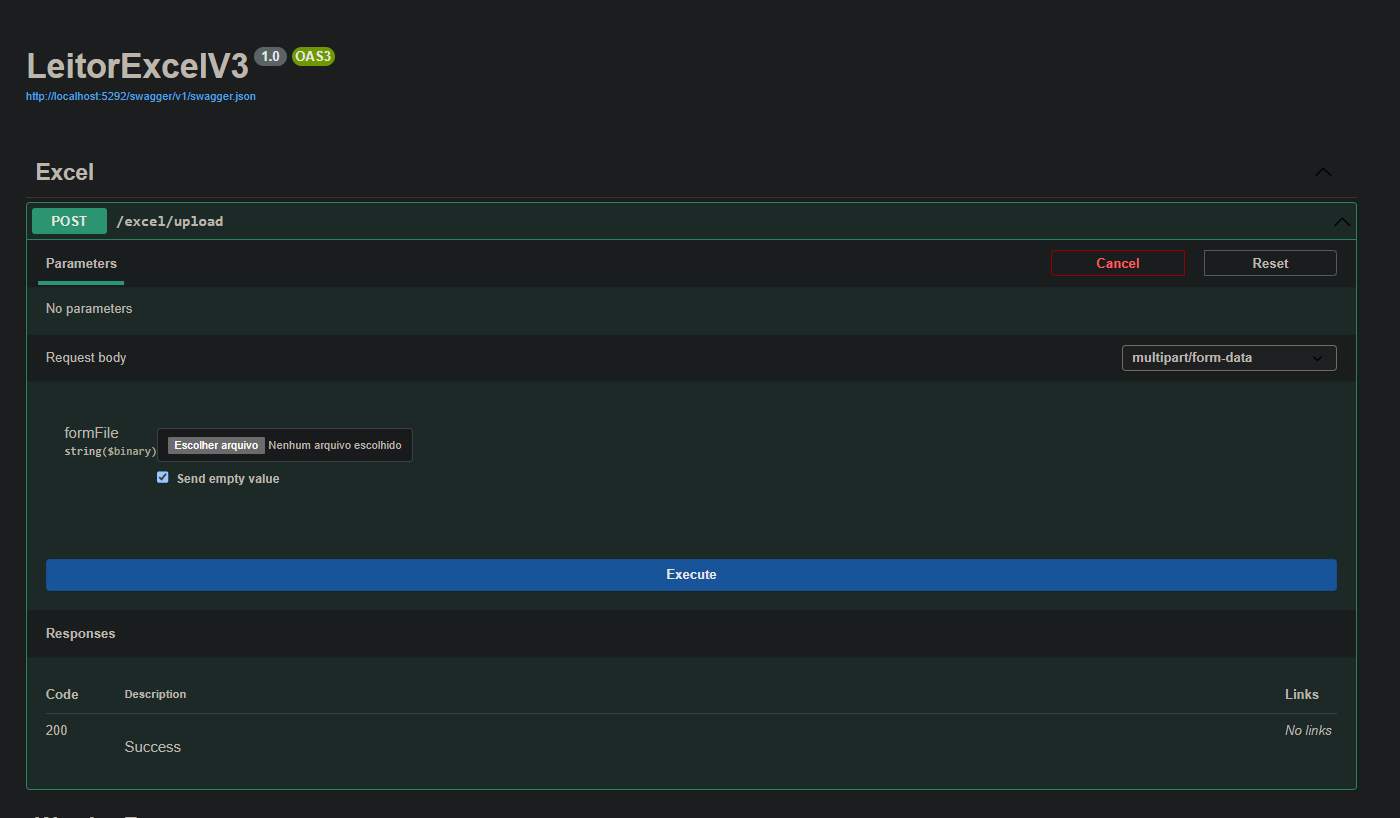 LeitorExcelV3 1.0 OAS3
http://localhost:5292/swagger/v1/swagger.json
Excel
POST /excel/upload
Parameters Cancel Reset
No parameters
Request body multipart/form-data
formFile
string($binary) Escolher arquivo Nenhum arquivo escolhido
Send empty value
Execute
Responses
Code Description Links
200 No links
Success